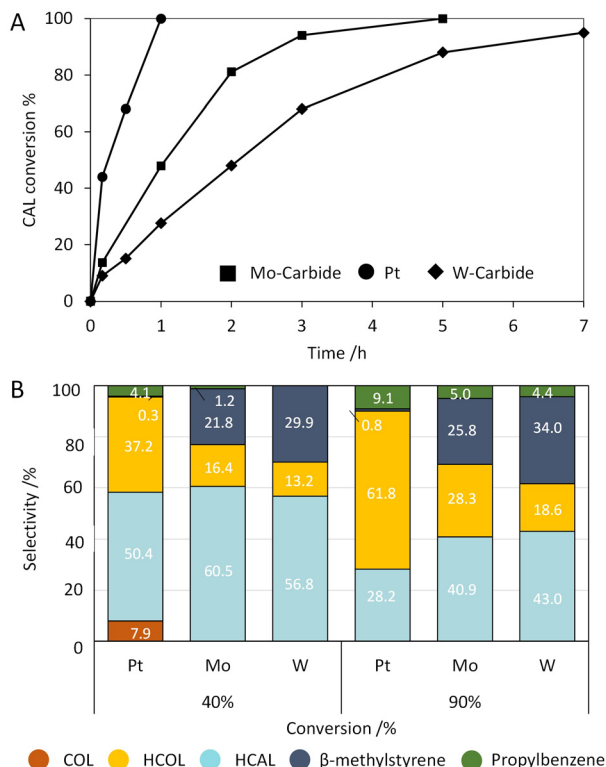 A
CAL conversion %
100
80
60
40
20
0
Mo-Carbide Pt W-Carbide
0 1 2 3 4 5 6 7
Time /h
B
Selectivity /%
100
80
60
40
20
0
4.1 1.2 9.1 5.0 4.4
0.3 21.8 29.9 0.8 25.8 34.0
37.2 16.4 13.2 61.8 28.3 18.6
50.4 60.5 56.8 28.2 40.9 43.0
7.9
Pt Mo W Pt Mo W
40% 90%
Conversion /%
COL HCOL HCAL β-methylstyrene Propylbenzene